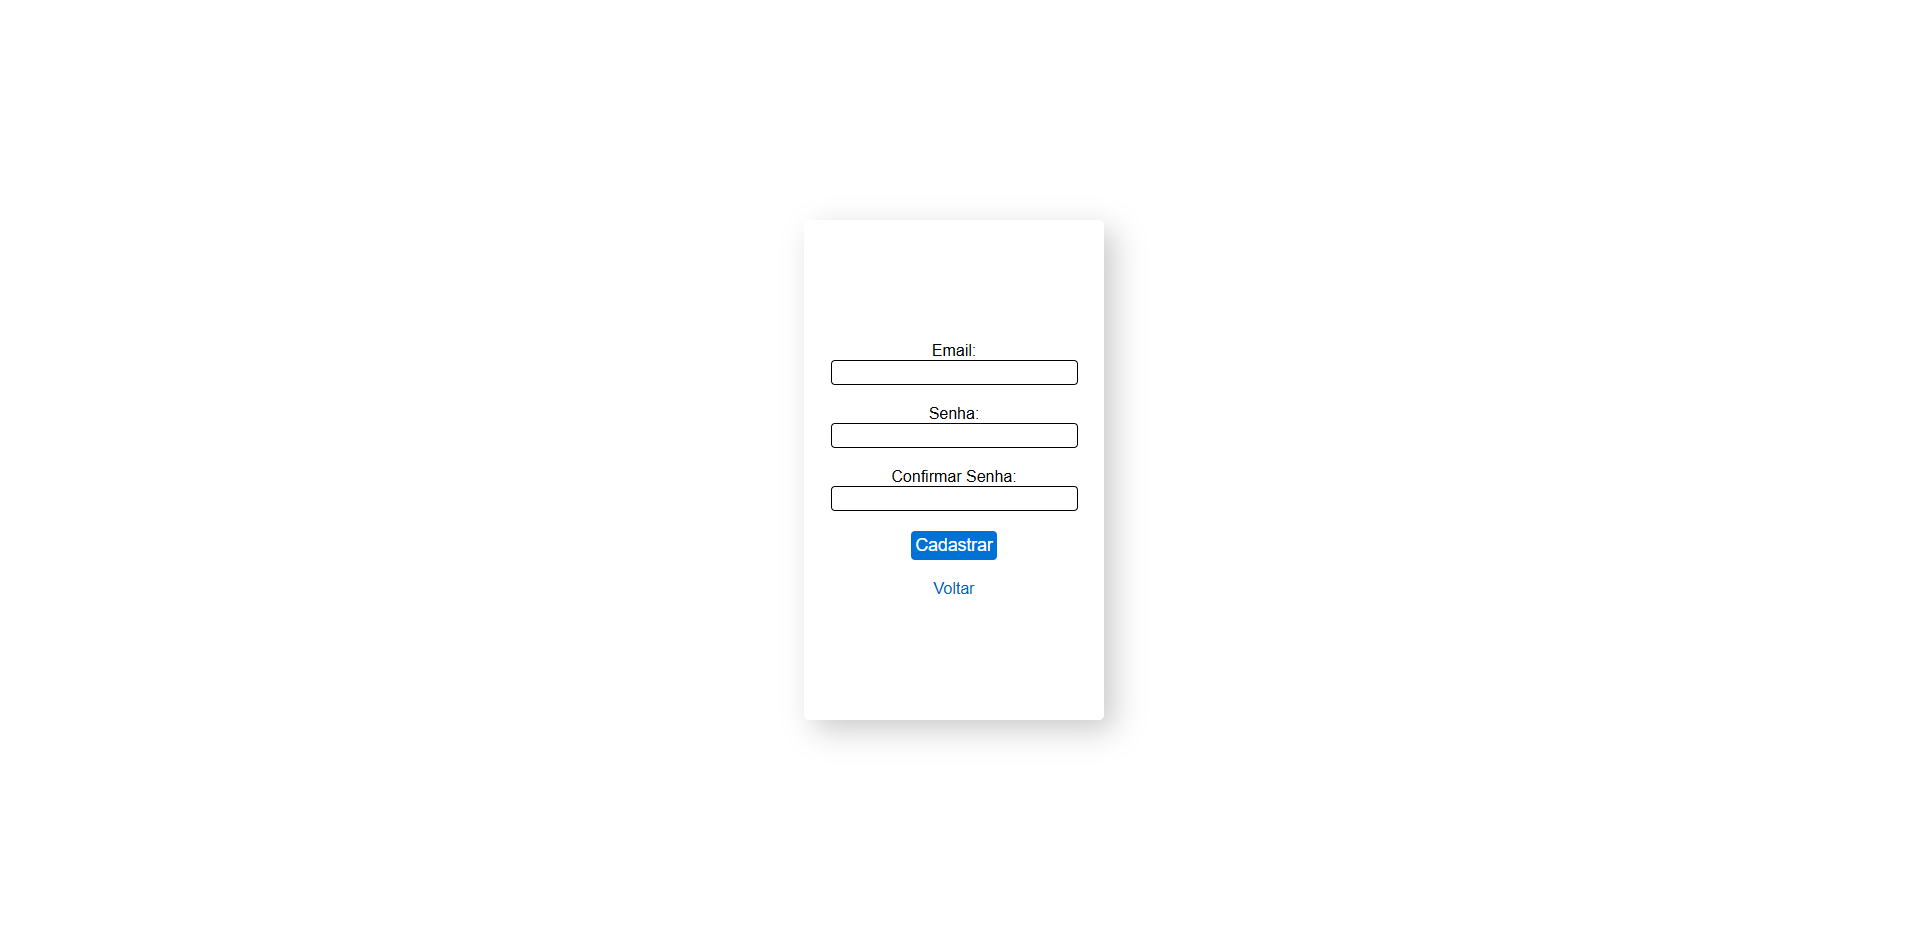 Email:
Senha:
Confirmar Senha:
Cadastrar
Voltar